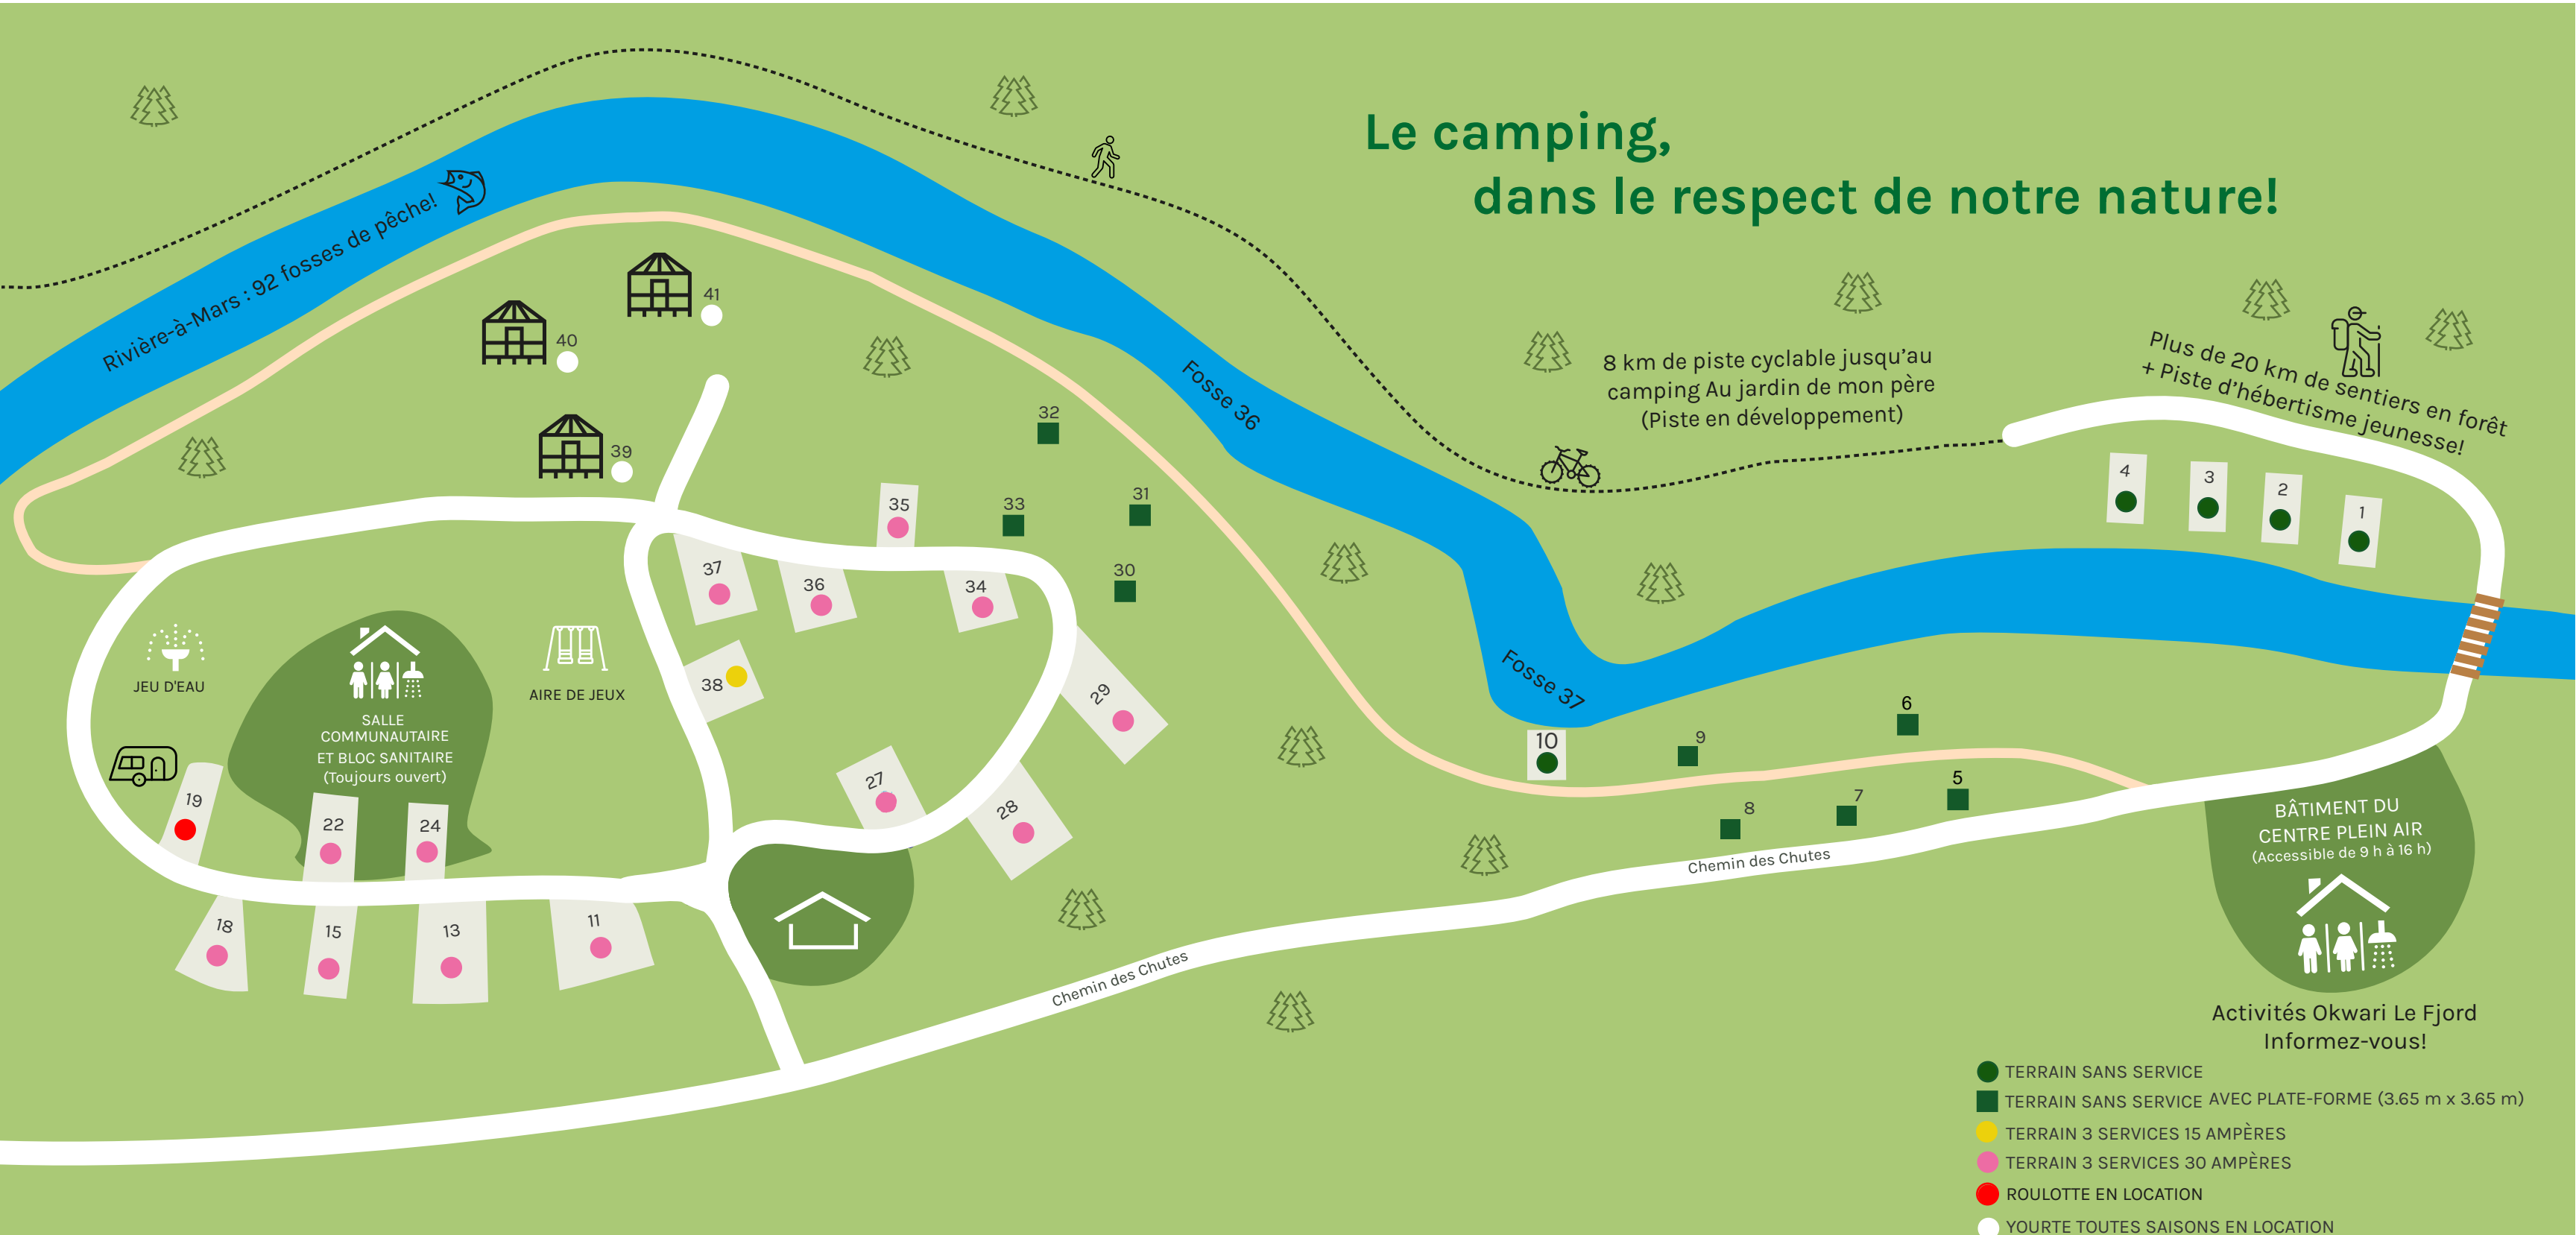 Le camping,
dans le respect de notre nature!
Rivière-à-Mars : 92 fosses de pêche!
41
40
39
Fosse 36
8 km de piste cyclable jusqu'au
camping Au jardin de mon père
(Piste en développement)
Plus de 20 km de sentiers en forêt
+ Piste d'hébertisme jeunesse!
4
3
2
1
32
35
33
31
37
36
34
30
38
29
JEU D'EAU
AIRE DE JEUX
SALLE
COMMUNAUTAIRE
ET BLOC SANITAIRE
(Toujours ouvert)
Fosse 37
10
9
6
8
7
5
19
22
24
27
28
18
15
13
11
Chemin des Chutes
Chemin des Chutes
BÂTIMENT DU
CENTRE PLEIN AIR
(Accessible de 9 h à 16 h)
Activités Okwari Le Fjord
Informez-vous!
TERRAIN SANS SERVICE
TERRAIN SANS SERVICE AVEC PLATE-FORME (3.65 m x 3.65 m)
TERRAIN 3 SERVICES 15 AMPÈRES
TERRAIN 3 SERVICES 30 AMPÈRES
ROULOTTE EN LOCATION
YOURTE TOUTES SAISONS EN LOCATION